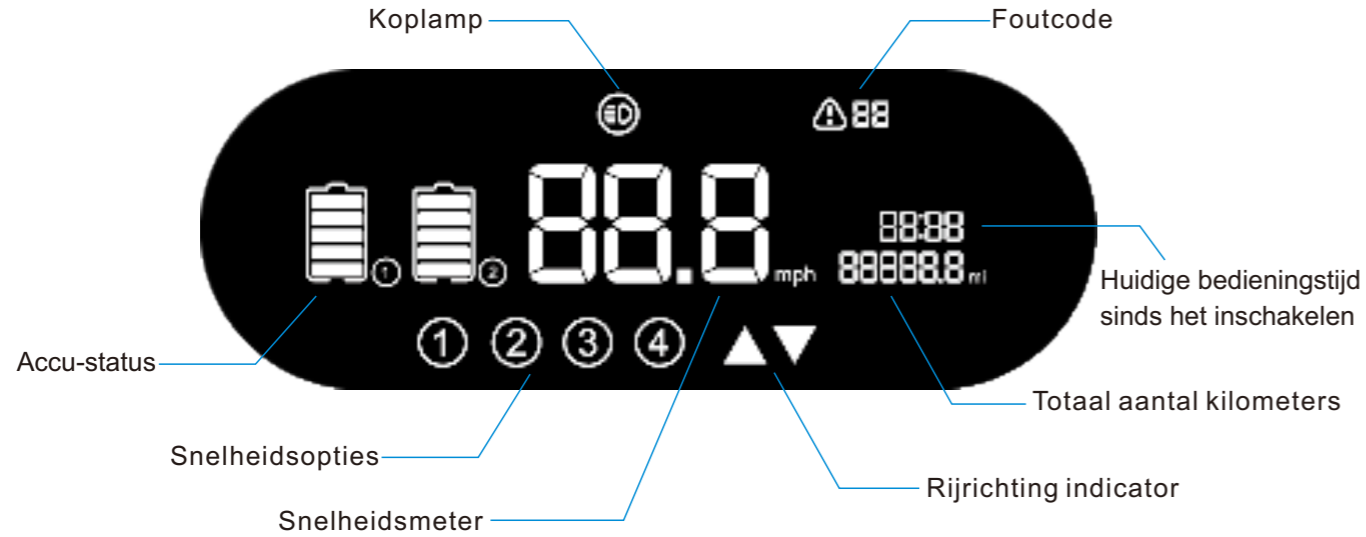 Koplamp
Foutcode
88
1
2
88.8 mph
88:88
88888.8 mi
Huidige bedieningstijd
sinds het inschakelen
1 2 3 4
Accu-status
Totaal aantal kilometers
Snelheidsopties
Rijrichting indicator
Snelheidsmeter